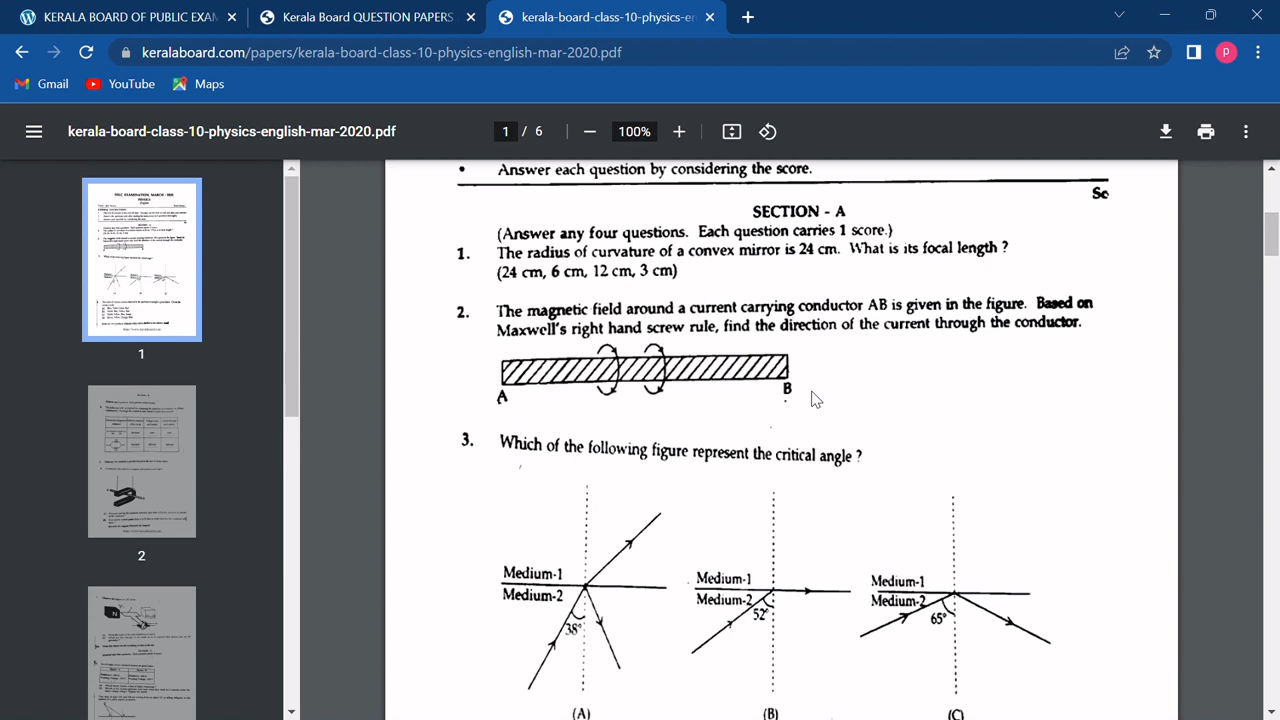 KERALA BOARD OF PUBLIC EXAM
Kerala Board QUESTION PAPERS
kerala-board-class-10-physics-en
keralaboard.com/papers/kerala-board-class-10-physics-english-mar-2020.pdf
P
Gmail
YouTube
Maps
kerala-board-class-10-physics-english-mar-2020.pdf
1 / 6
100%
1
2
• Answer each question by considering the score.
Sc
SECTION - A
(Answer any four questions. Each question carries 1 score.)
1. The radius of curvature of a convex mirror is 24 cm. What is its focal length ?
(24 cm, 6 cm, 12 cm, 3 cm)
2. The magnetic field around a current carrying conductor AB is given in the figure. Based on
Maxwell's right hand screw rule, find the direction of the current through the conductor.
A
B
3. Which of the following figure represent the critical angle ?
Medium-1
Medium-2
38°
(A)
Medium-1
Medium-2
52°
(B)
Medium-1
Medium-2
65°
(C)